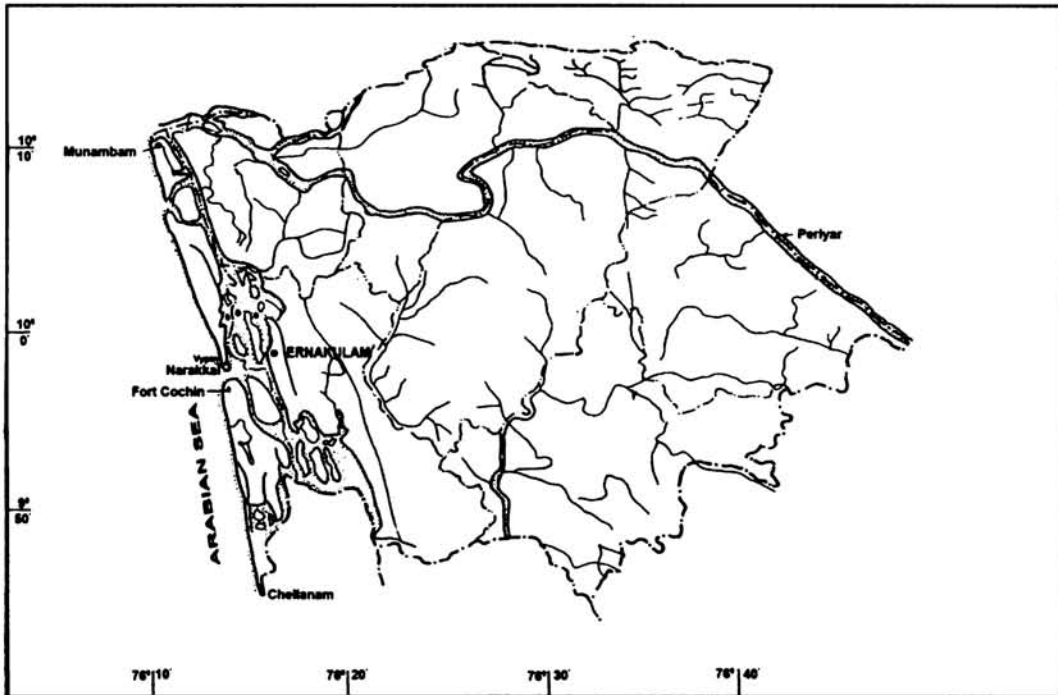 10°
10'
Munambam
Periyar
10°
0'
ERNAKULAM
Vypeen
Narakkal
Fort Cochin
ARABIAN SEA
9°
50'
Chellanam
76° 10'
76° 20'
76° 30'
76° 40'